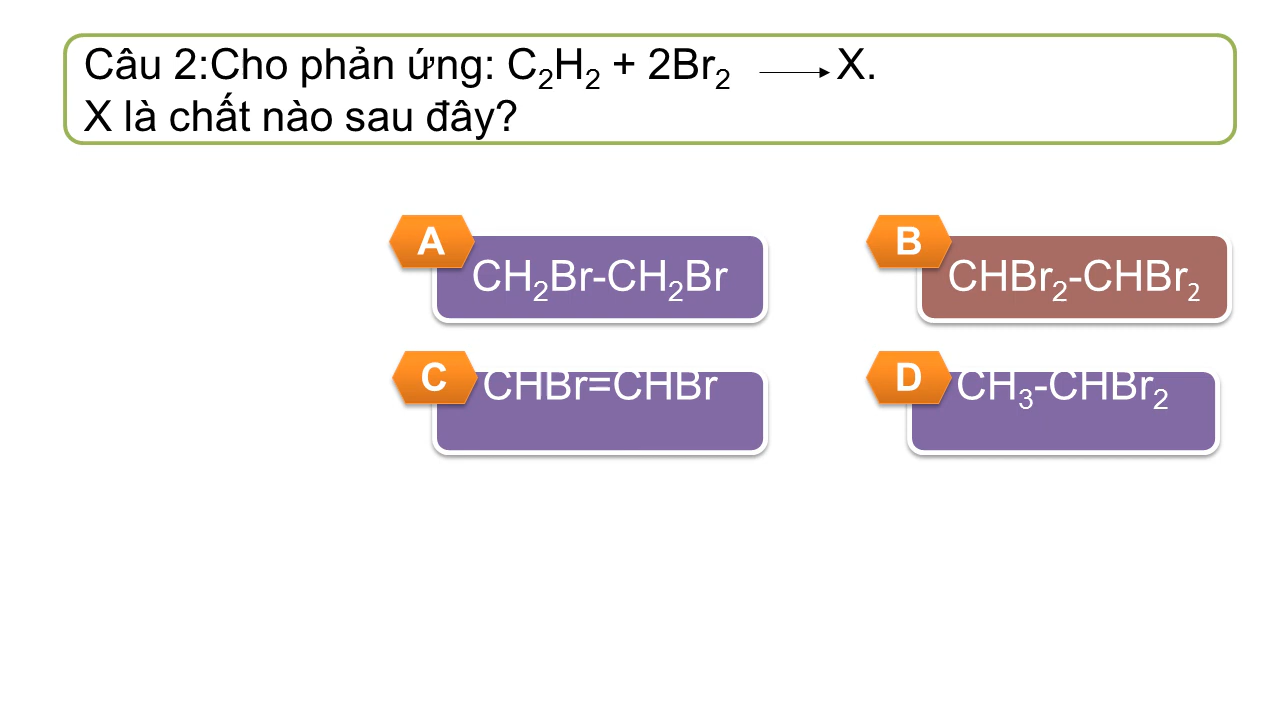 Câu 2:Cho phản ứng: C₂H₂ + 2Br₂ ⟶ X.
X là chất nào sau đây?
A CH₂Br-CH₂Br
B CHBr₂-CHBr₂
C CHBr=CHBr
D CH₃-CHBr₂